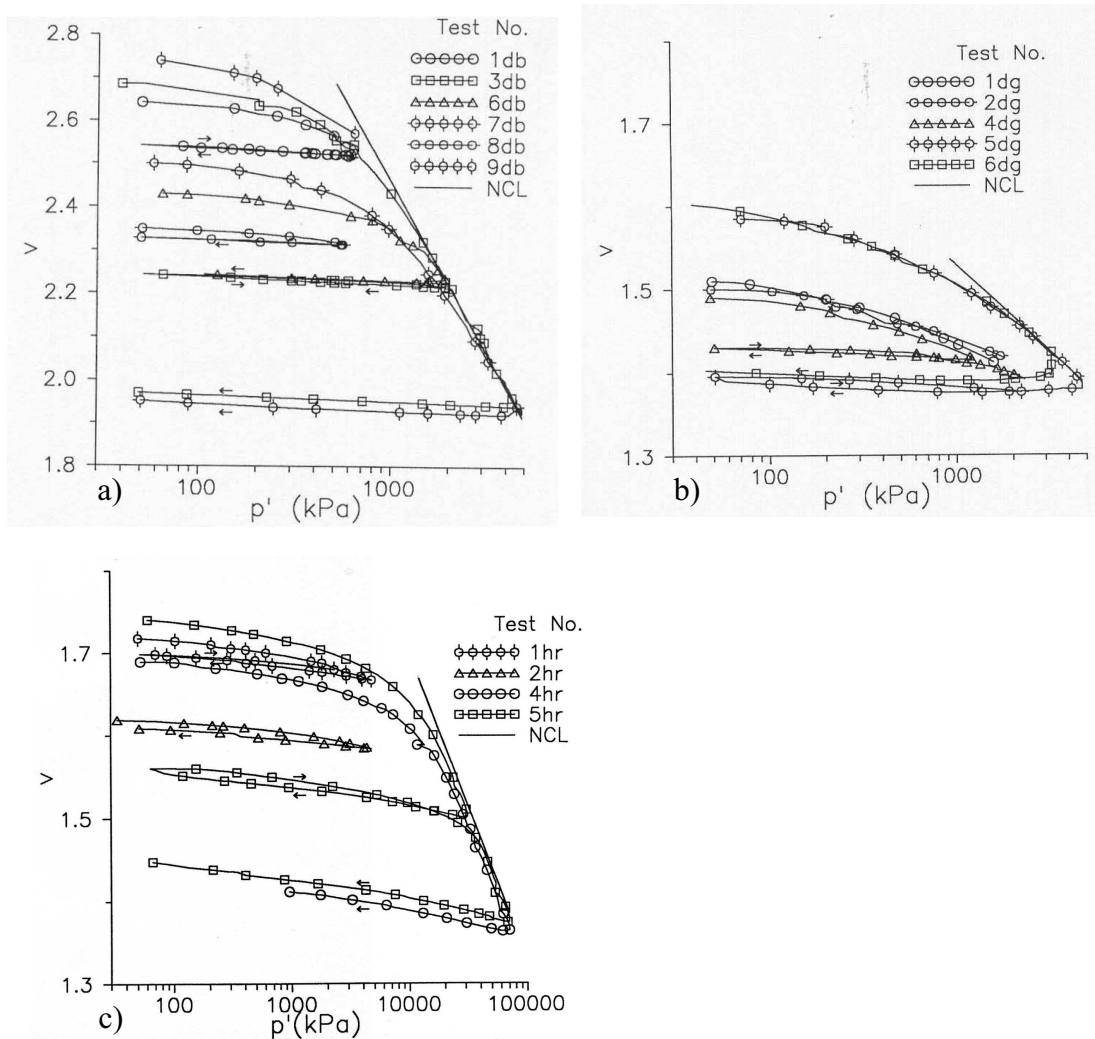 2.8
2.6
2.4
v
2.2
2.0
1.8
100
1000
p' (kPa)
a)
Test No.
1db
3db
6db
7db
8db
9db
NCL
1.7
v
1.5
1.3
100
1000
p' (kPa)
b)
Test No.
1dg
2dg
4dg
5dg
6dg
NCL
1.7
v
1.5
1.3
100
1000
10000
100000
p'(kPa)
c)
Test No.
1hr
2hr
4hr
5hr
NCL